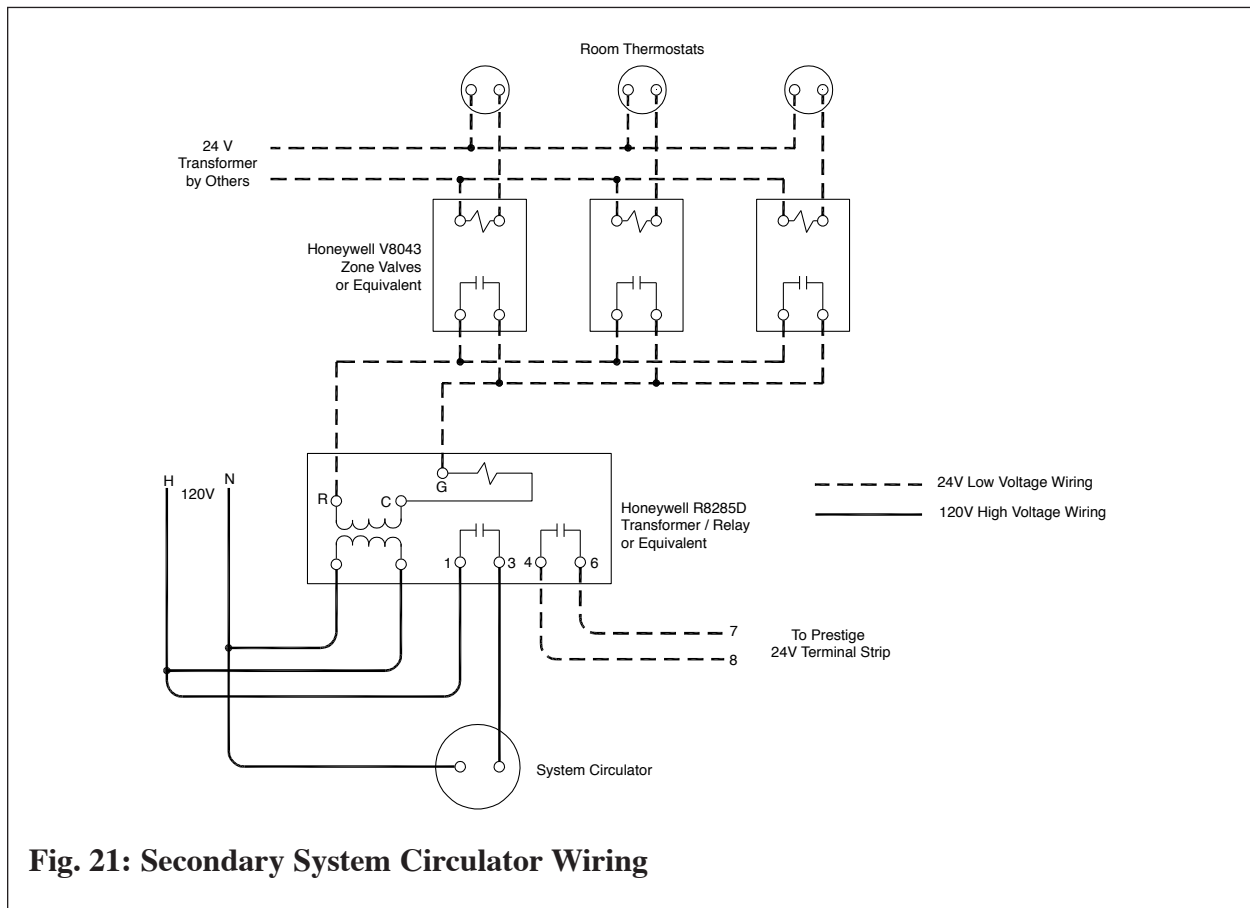 Room Thermostats
24 V
Transformer
by Others
Honeywell V8043
Zone Valves
or Equivalent
H
N
120V
R
C
G
1
3
4
6
Honeywell R8285D
Transformer / Relay
or Equivalent
24V Low Voltage Wiring
120V High Voltage Wiring
7
8
To Prestige
24V Terminal Strip
System Circulator
Fig. 21: Secondary System Circulator Wiring